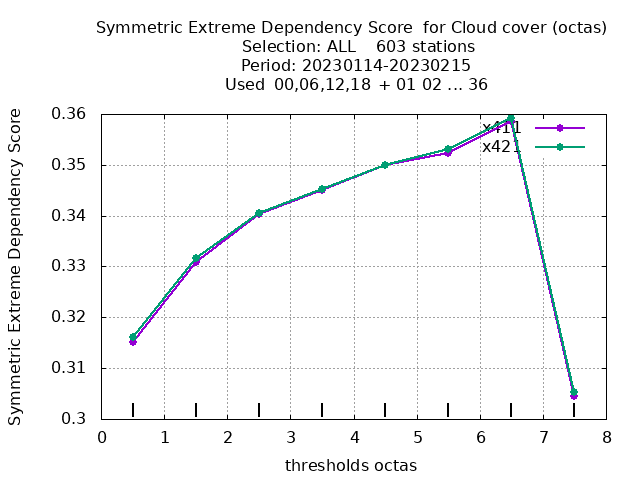 Symmetric Extreme Dependency Score  for Cloud cover (octas)
Selection: ALL    603 stations
Period: 20230114-20230215
Used  00,06,12,18 + 01 02 ... 36
Symmetric Extreme Dependency Score
0.36
0.35
0.34
0.33
0.32
0.31
0.3
x411
x421
0 1 2 3 4 5 6 7 8
thresholds octas